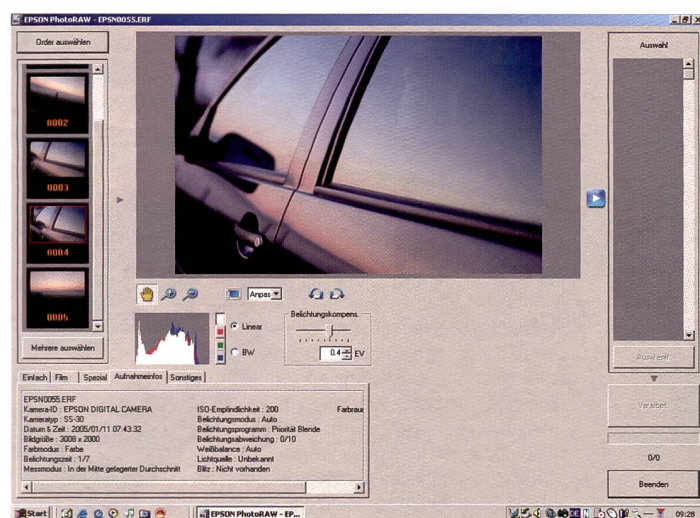 EPSON PhotoRAW - EPSN0055.ERF
Order auswählen
0002
0003
0004
0005
Mehrere auswählen
Auswahl
Anpas
Linear
BW
Belichtungskompens.
0.4 EV
Einfach Film Spezial Aufnahmeinfos Sonstiges
EPSN0055.ERF
Kamera-ID : EPSON DIGITAL CAMERA
Kameratyp : SS-30
Datum & Zeit : 2005/01/11 07:43:32
Bildgröße : 3008 x 2000
Farbmodus : Farbe
Belichtungszeit : 1/7
Messmodus : In der Mitte gelagerter Durchschnitt
ISO-Empfindlichkeit : 200
Belichtungsmodus : Auto
Belichtungsprogramm : Priorität Blende
Belichtungsabweichung : 0/10
Weißbalance : Auto
Lichtquelle : Unbekannt
Blitz : Nicht vorhanden
Farbrau
Ausw entf.
Verarbeit
0/0
Beenden
Start
EPSON PhotoRAW - EP...
DE
09:28